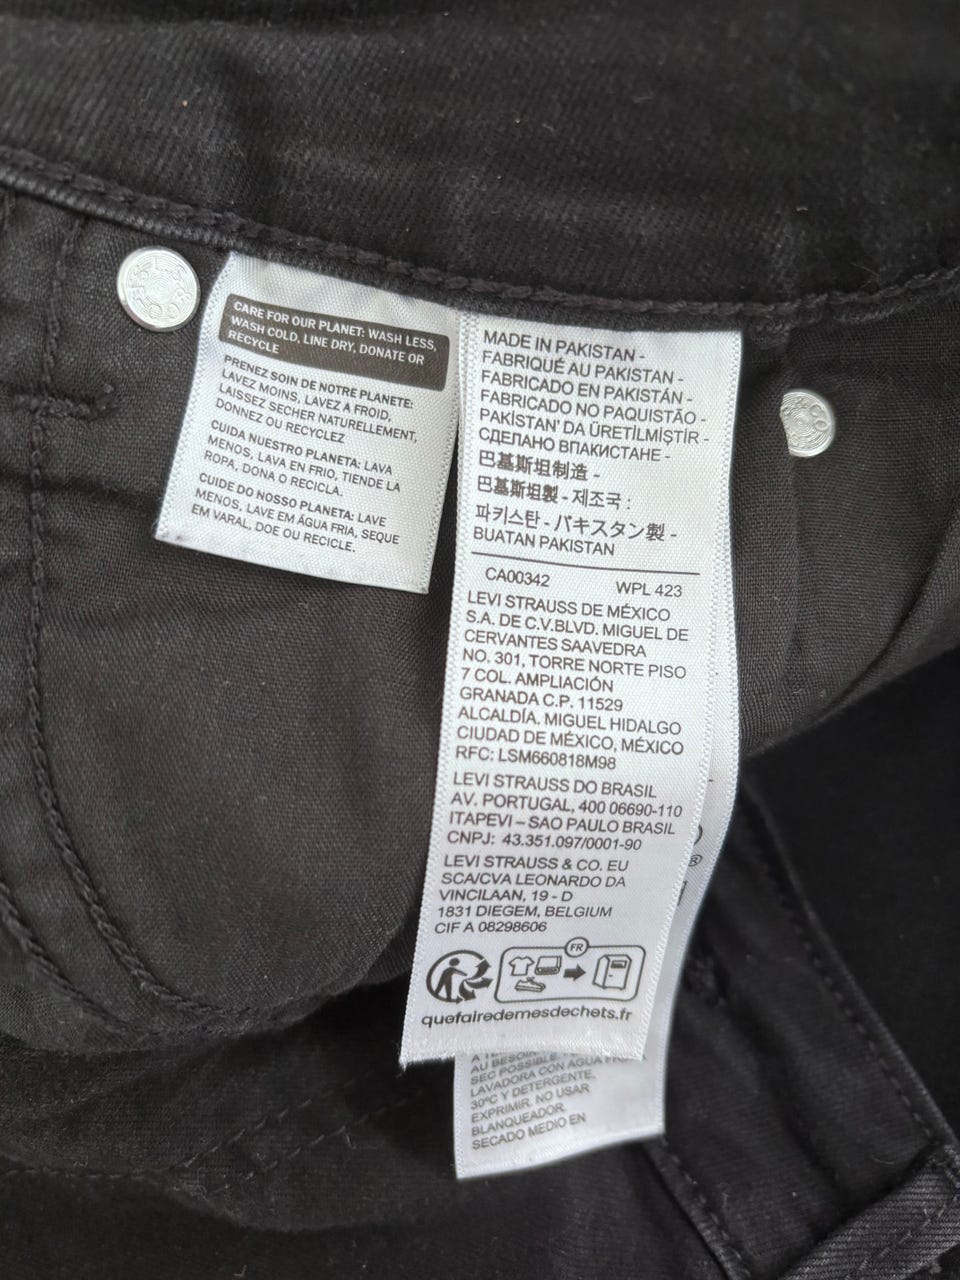 CARE FOR OUR PLANET: WASH LESS,
WASH COLD, LINE DRY, DONATE OR
RECYCLE
PRENEZ SOIN DE NOTRE PLANETE:
LAVEZ MOINS, LAVEZ À FROID,
LAISSEZ SECHER NATURELLEMENT,
DONNEZ OU RECYCLEZ
CUIDA NUESTRO PLANETA: LAVA
MENOS, LAVA EN FRIO, TIENDE LA
ROPA, DONA O RECICLA.
CUIDE DO NOSSO PLANETA: LAVE
MENOS, LAVE EM ÁGUA FRIA, SEQUE
EM VARAL, DOE OU RECICLE.
MADE IN PAKISTAN -
FABRIQUÉ AU PAKISTAN -
FABRICADO EN PAKISTÁN -
FABRICADO NO PAQUISTÃO -
PAKİSTAN' DA ÜRETİLMİŞTİR -
СДЕЛАНО ВПАКИСТАНЕ -
巴基斯坦制造 -
巴基斯坦製 - 제조국 :
파키스탄 - パキスタン製 -
BUATAN PAKISTAN
CA00342 WPL 423
LEVI STRAUSS DE MÉXICO
S.A. DE C.V.BLVD. MIGUEL DE
CERVANTES SAAVEDRA
NO. 301, TORRE NORTE PISO
7 COL. AMPLIACIÓN
GRANADA C.P. 11529
ALCALDÍA. MIGUEL HIDALGO
CIUDAD DE MÉXICO, MÉXICO
RFC: LSM660818M98
LEVI STRAUSS DO BRASIL
AV. PORTUGAL, 400 06690-110
ITAPEVI – SAO PAULO BRASIL
CNPJ: 43.351.097/0001-90
LEVI STRAUSS & CO. EU
SCA/CVA LEONARDO DA
VINCILAAN, 19 - D
1831 DIEGEM, BELGIUM
CIF A 08298606
FR
quefairedemesdechets.fr
AU BESOIN
SEC POSSIBLE
LAVADORA CON AGUA FRIA
30ºC Y DETERGENTE.
EXPRIMIR. NO USAR
BLANQUEADOR.
SECADO MEDIO EN